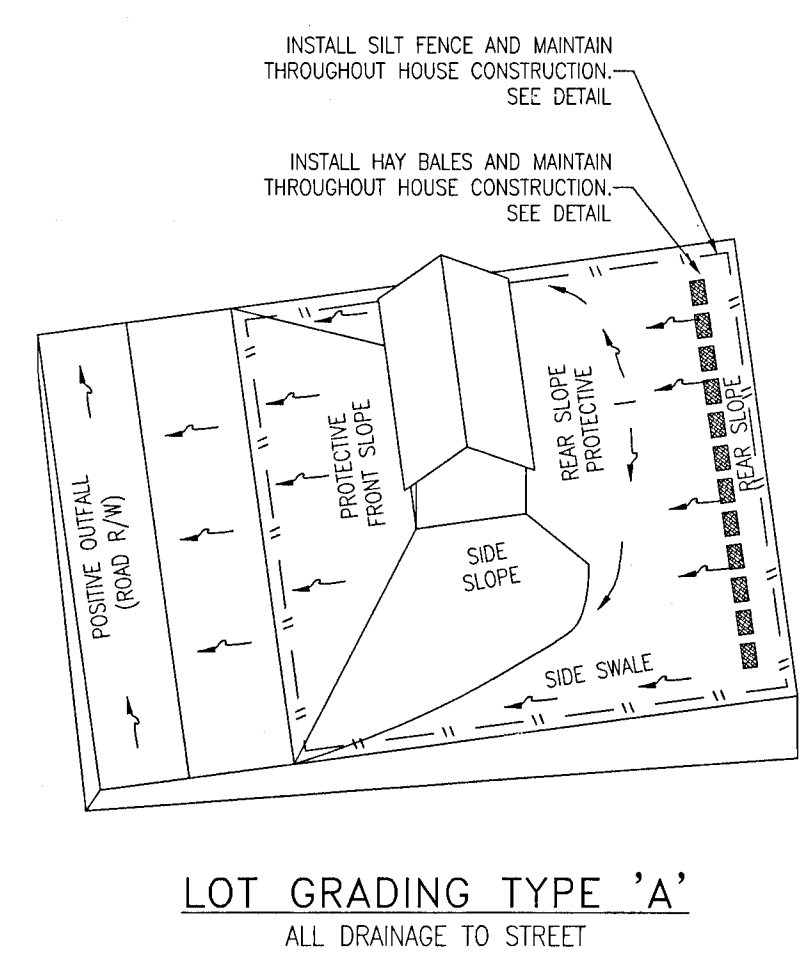 INSTALL SILT FENCE AND MAINTAIN
THROUGHOUT HOUSE CONSTRUCTION.
SEE DETAIL
INSTALL HAY BALES AND MAINTAIN
THROUGHOUT HOUSE CONSTRUCTION.
SEE DETAIL
POSITIVE OUTFALL
(ROAD R/W)
PROTECTIVE
FRONT SLOPE
REAR SLOPE
PROTECTIVE
REAR SLOPE
SIDE
SLOPE
SIDE SWALE
LOT GRADING TYPE 'A'
ALL DRAINAGE TO STREET